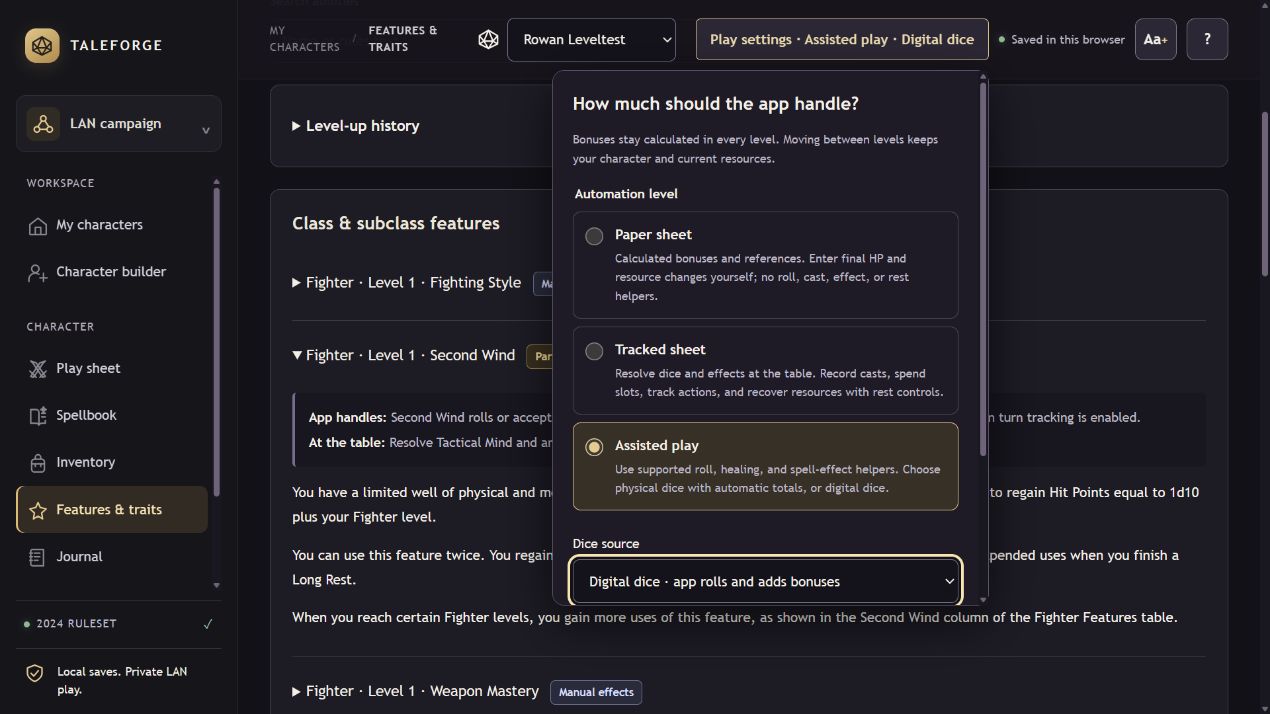 TALEFORGE
LAN campaign
WORKSPACE
My characters
Character builder
CHARACTER
Play sheet
Spellbook
Inventory
Features & traits
Journal
2024 RULESET
Local saves. Private LAN
play.
MY
CHARACTERS
/
FEATURES &
TRAITS
Rowan Leveltest
Play settings · Assisted play · Digital dice
Saved in this browser
Aa+
?
Level-up history
Class & subclass features
Fighter · Level 1 · Fighting Style
Fighter · Level 1 · Second Wind
App handles: Second Wind rolls or accept
turn tracking is enabled.
At the table: Resolve Tactical Mind and
You have a limited well of physical and
to regain Hit Points equal to 1d10
plus your Fighter level.
You can use this feature twice. You regain
uses when you finish a
Long Rest.
When you reach certain Fighter levels, you gain more uses of this feature, as shown in the Second Wind column of the Fighter Features table.
Fighter · Level 1 · Weapon Mastery
Manual effects
How much should the app handle?
Bonuses stay calculated in every level. Moving between levels keeps
your character and current resources.
Automation level
Paper sheet
Calculated bonuses and references. Enter final HP and
resource changes yourself; no roll, cast, effect, or rest
helpers.
Tracked sheet
Resolve dice and effects at the table. Record casts, spend
slots, track actions, and recover resources with rest controls.
Assisted play
Use supported roll, healing, and spell-effect helpers. Choose
physical dice with automatic totals, or digital dice.
Dice source
Digital dice · app rolls and adds bonuses